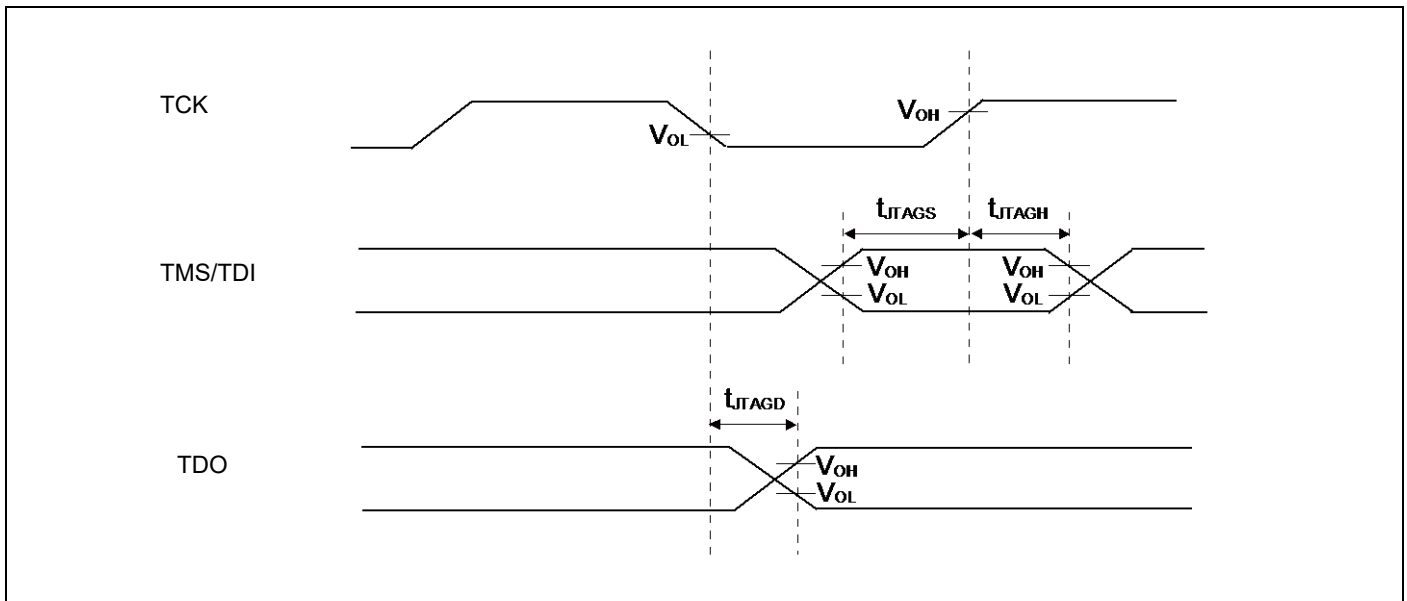 TCK
VOL
VOH
tJTAGS
tJTAGH
TMS/TDI
VOH
VOH
VOL
VOL
tJTAGD
TDO
VOH
VOL